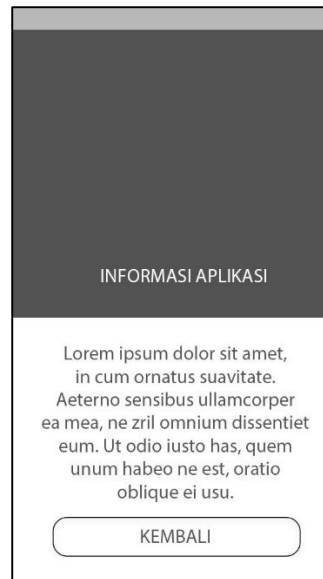 INFORMASI APLIKASI
Lorem ipsum dolor sit amet,
in cum ornatus suavitate.
Aeterno sensibus ullamcorper
ea mea, ne zril omnium dissentiet
eum. Ut odio iusto has, quem
unum habeo ne est, oratio
oblique ei usu.
KEMBALI